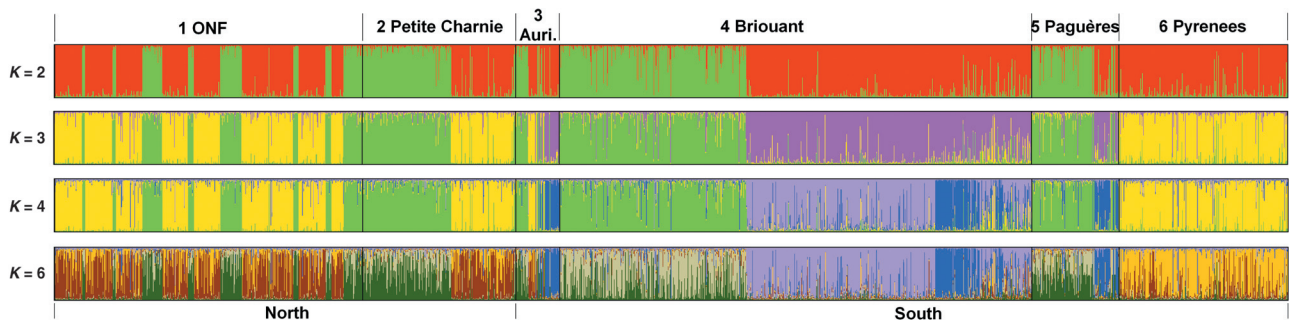 1 ONF
2 Petite Charnie
3
Auri.
4 Briouant
5 Paguères
6 Pyrenees
K = 2
K = 3
K = 4
K = 6
North
South